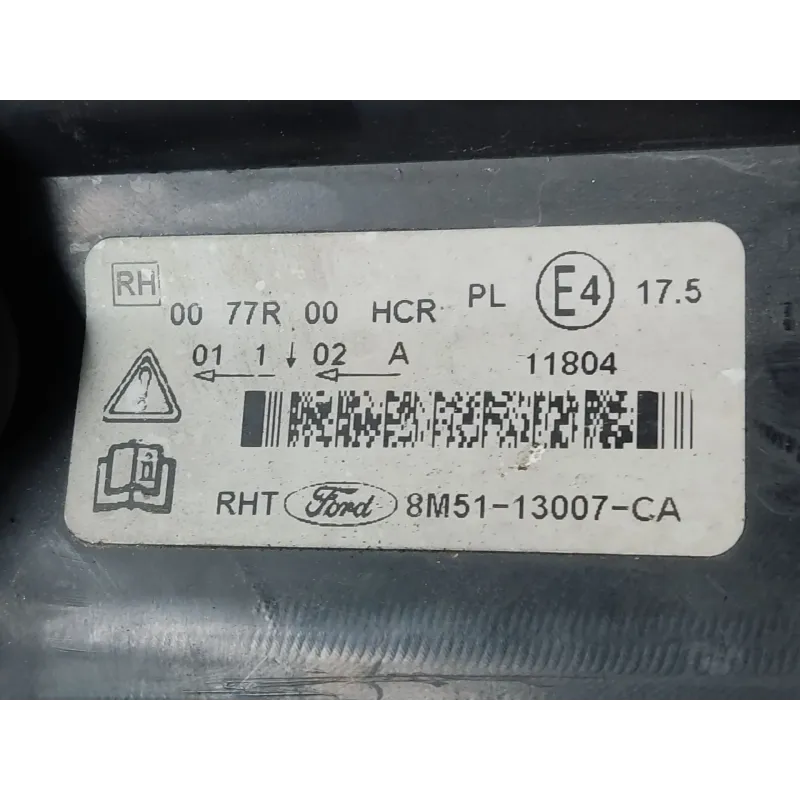 RH 00 77R 00 HCR PL E4 17.5
01 1 ↓ 02 A 11804
← ←
RHT Ford 8M51-13007-CA